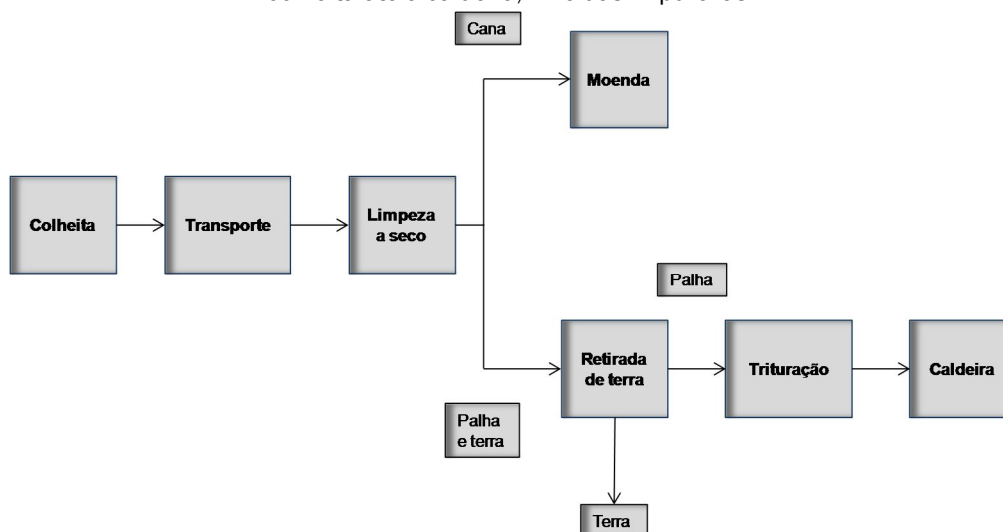 Cana
Moenda
Colheita
Transporte
Limpeza
a seco
Palha
Retirada
de terra
Trituração
Caldeira
Palha
e terra
Terra